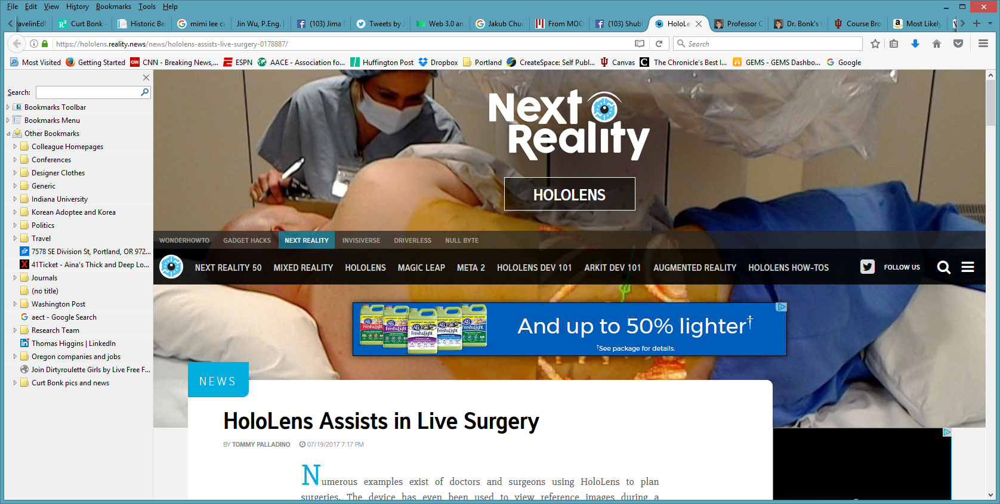 File Edit View History Bookmarks Tools Help
ravelinEdM Curt Bonk - Historic Be mimi lee cu Jin Wu, P.Eng. | (103) Jima N Tweets by J Web 3.0 an Jakub Chud From MOO (103) Shubh HoloLe Professor C Dr. Bonk's C Course Bro Most Likely
https://hololens.reality.news/news/hololens-assists-live-surgery-0178887/ Search
Most Visited Getting Started CNN - Breaking News,... ESPN AACE - Association fo... Huffington Post Dropbox Portland CreateSpace: Self Publ... Canvas The Chronicle's Best I... GEMS - GEMS Dashbo... Google
Search:
Bookmarks Toolbar
Bookmarks Menu
Other Bookmarks
Colleague Homepages
Conferences
Designer Clothes
Generic
Indiana University
Korean Adoptee and Korea
Politics
Travel
7578 SE Division St, Portland, OR 972...
41Ticket - Aina's Thick and Deep Lo...
Journals
(no title)
Washington Post
aect - Google Search
Research Team
Thomas Higgins | LinkedIn
Oregon companies and jobs
Join Dirtyroulette Girls by Live Free F...
Curt Bonk pics and news
Next
Reality
HOLOLENS
WONDERHOWTO GADGET HACKS NEXT REALITY INVISIVERSE DRIVERLESS NULL BYTE
NEXT REALITY 50 MIXED REALITY HOLOLENS MAGIC LEAP META 2 HOLOLENS DEV 101 ARKIT DEV 101 AUGMENTED REALITY HOLOLENS HOW-TOS FOLLOW US
And up to 50% lighter†
†See package for details.
NEWS
HoloLens Assists in Live Surgery
BY TOMMY PALLADINO 07/19/2017 7:17 PM
Numerous examples exist of doctors and surgeons using HoloLens to plan
surgeries. The device has even been used to view reference images during a